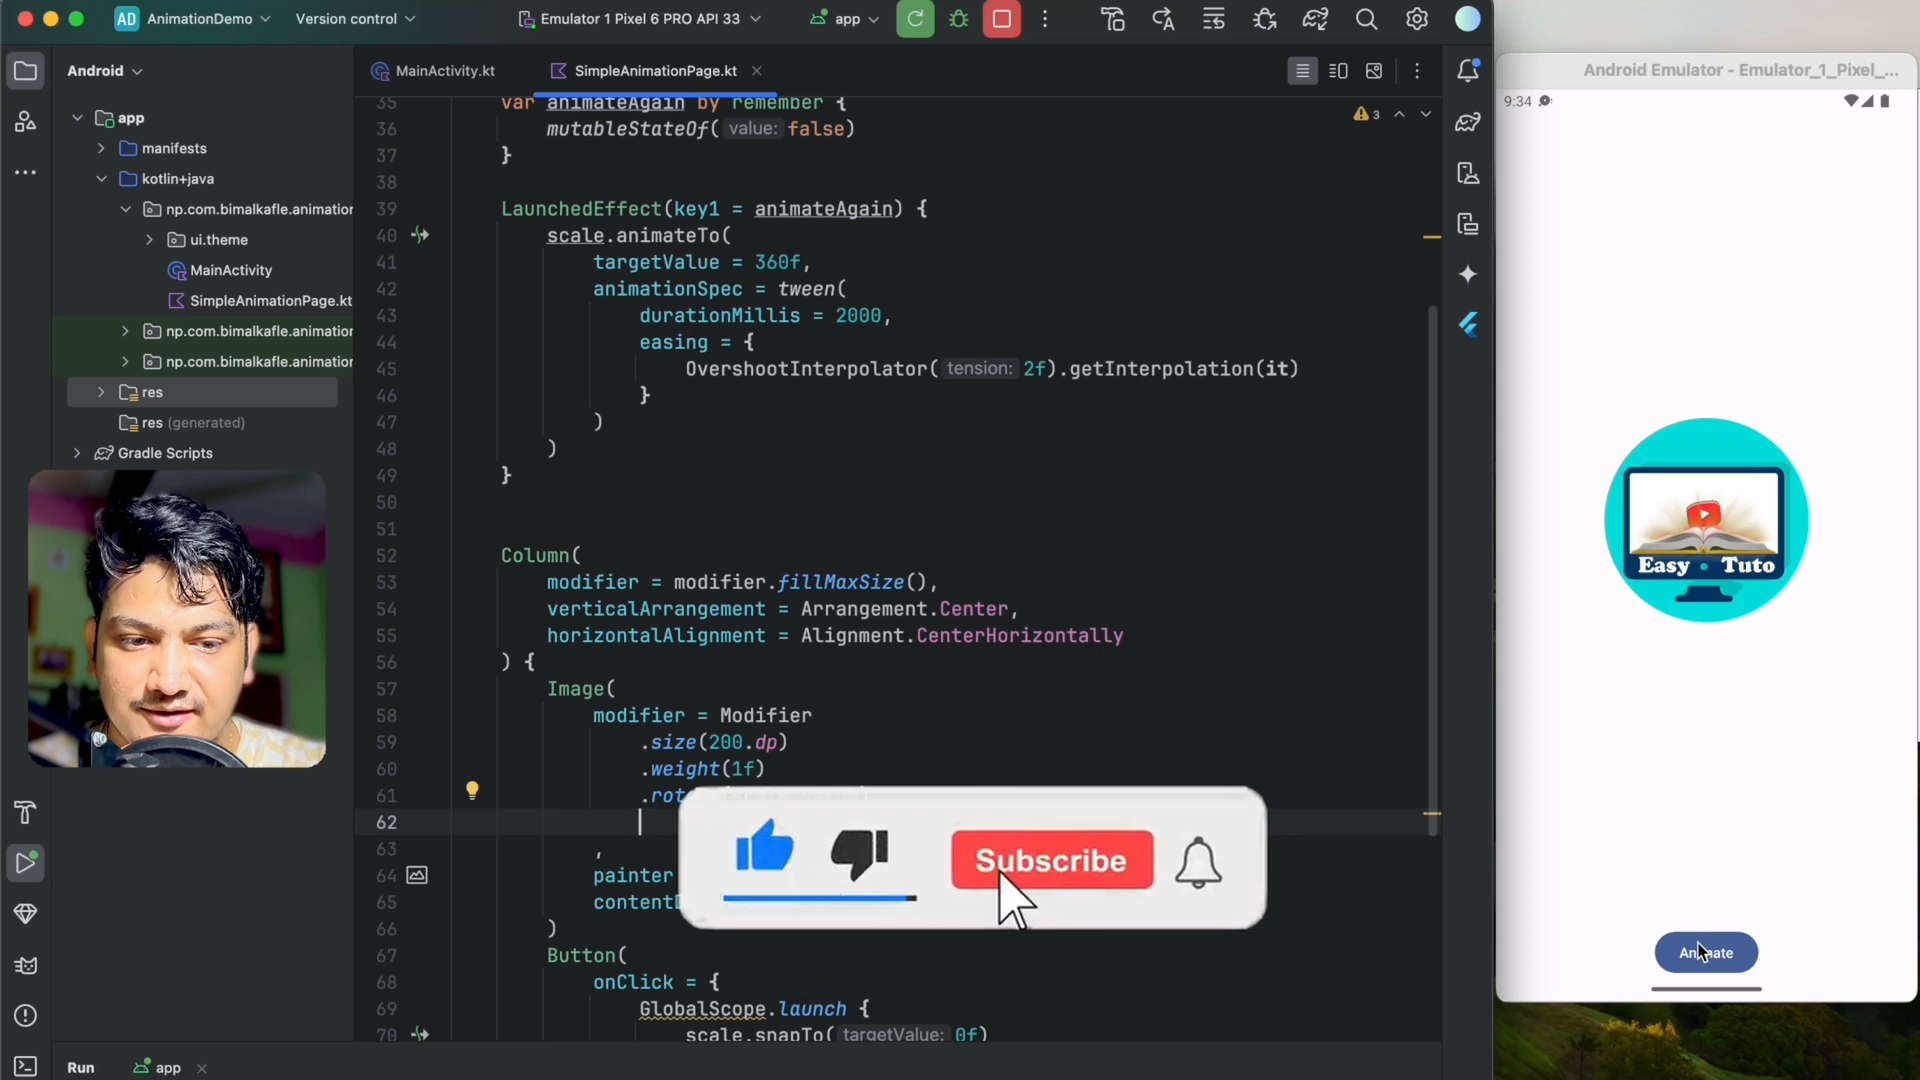 AD AnimationDemo Version control Emulator 1 Pixel 6 PRO API 33 app
Android
MainActivity.kt SimpleAnimationPage.kt
Android Emulator - Emulator_1_Pixel_...
9:34
app
manifests
kotlin+java
np.com.bimalkafle.animation
ui.theme
MainActivity
SimpleAnimationPage.kt
np.com.bimalkafle.animation
np.com.bimalkafle.animation
res
res (generated)
Gradle Scripts
3
35 var animateAgain by remember {
36 mutableStateOf( value: false)
37 }
38
39 LaunchedEffect(key1 = animateAgain) {
40 scale.animateTo(
41 targetValue = 360f,
42 animationSpec = tween(
43 durationMillis = 2000,
44 easing = {
45 OvershootInterpolator( tension: 2f).getInterpolation(it)
46 }
47 )
48 )
49 }
50
51
52 Column(
53 modifier = modifier.fillMaxSize(),
54 verticalArrangement = Arrangement.Center,
55 horizontalAlignment = Alignment.CenterHorizontally
56 ) {
57 Image(
58 modifier = Modifier
59 .size(200.dp)
60 .weight(1f)
61
62
63 ,
64 painter
65
66 )
67 Button(
68 onClick = {
69 GlobalScope.launch {
70 scale.snapTo( targetValue: 0f)
Subscribe
Easy Tuto
Animate
Run app